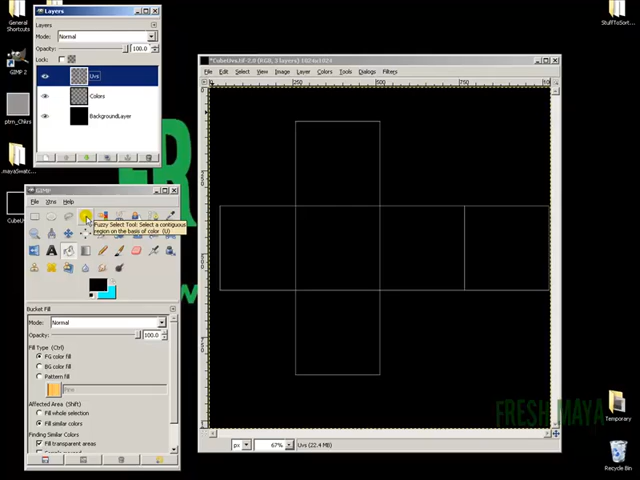 General
Shortcuts
GIMP 2
ptrn_Chkrs
StuffToSort
Temporary
Recycle Bin
Layers
Layers
Mode: Normal
Opacity: 100.0
Lock:
Uvs
Colors
BackgroundLayer
GIMP
File Xtns Help
Fuzzy Select Tool: Select a contiguous
region on the basis of color (U)
Bucket Fill
Mode: Normal
Opacity: 100.0
Fill Type (Ctrl)
FG color fill
BG color fill
Pattern fill
Pine
Affected Area (Shift)
Fill whole selection
Fill similar colors
Finding Similar Colors
Fill transparent areas
*CubeUvs.tif-2.0 (RGB, 3 layers) 1024x1024
File Edit Select View Image Layer Colors Tools Dialogs Filters
0 250 500 750
px 67% Uvs (22.4 MB)
FRESH MAYA